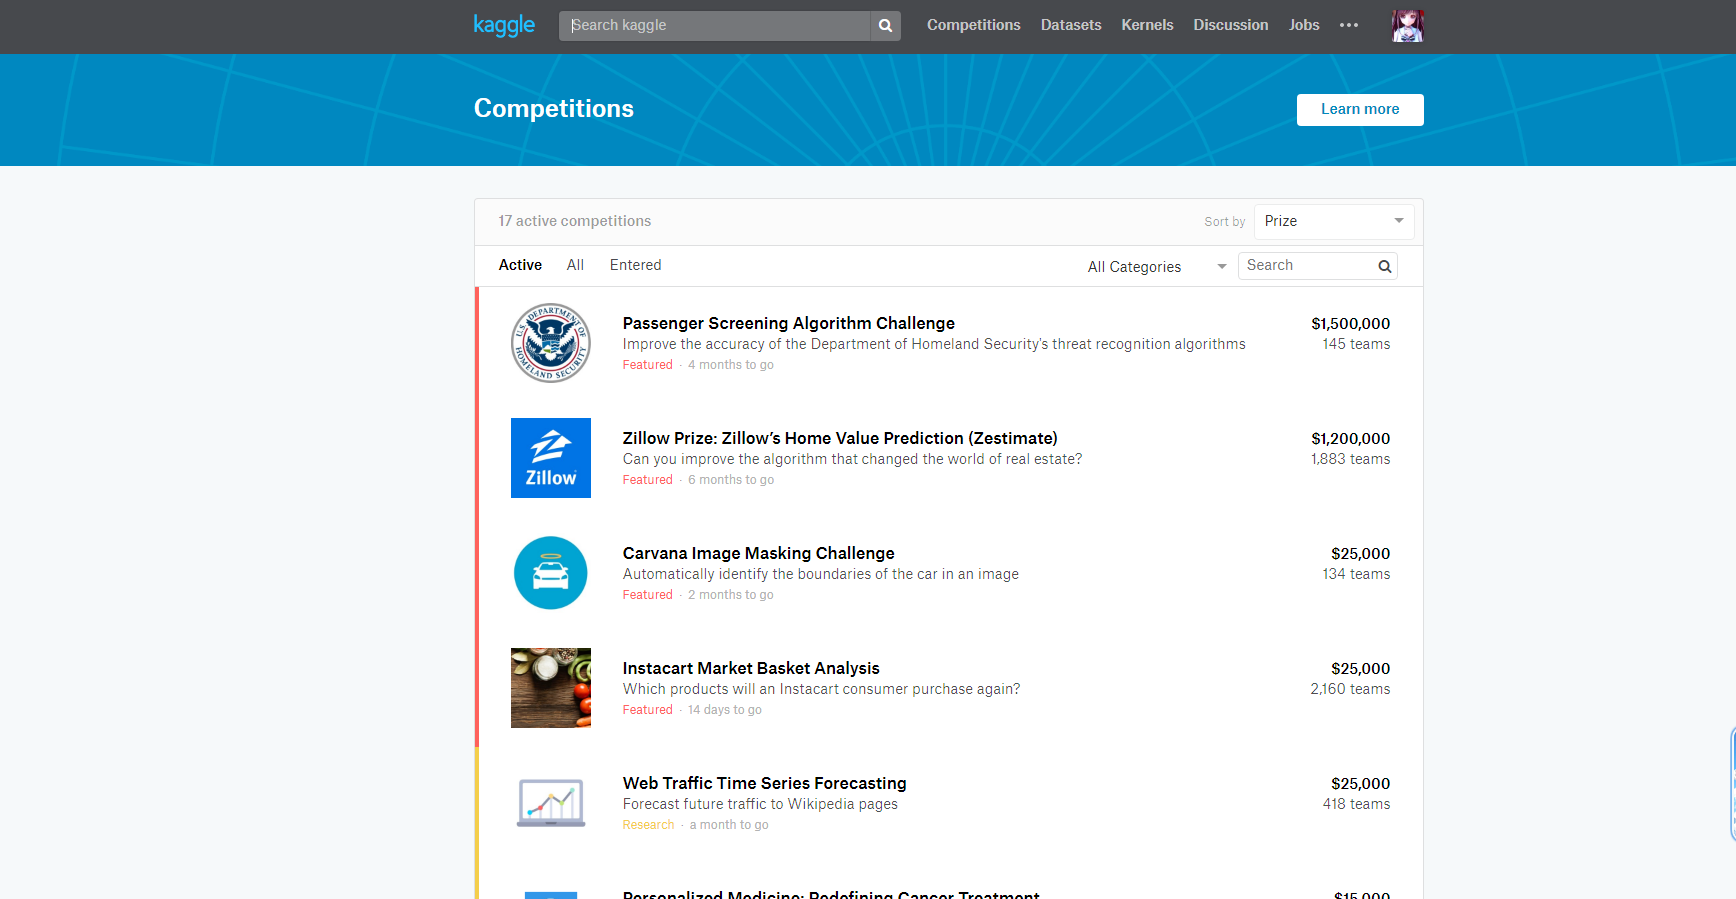 kaggle
Search kaggle
Competitions Datasets Kernels Discussion Jobs
Competitions
Learn more
17 active competitions
Sort by Prize
Active All Entered
All Categories Search
U.S. DEPARTMENT OF HOMELAND SECURITY
Passenger Screening Algorithm Challenge $1,500,000
Improve the accuracy of the Department of Homeland Security's threat recognition algorithms 145 teams
Featured · 4 months to go
Zillow
Zillow Prize: Zillow’s Home Value Prediction (Zestimate) $1,200,000
Can you improve the algorithm that changed the world of real estate? 1,883 teams
Featured · 6 months to go
Carvana Image Masking Challenge $25,000
Automatically identify the boundaries of the car in an image 134 teams
Featured · 2 months to go
Instacart Market Basket Analysis $25,000
Which products will an Instacart consumer purchase again? 2,160 teams
Featured · 14 days to go
Web Traffic Time Series Forecasting $25,000
Forecast future traffic to Wikipedia pages 418 teams
Research · a month to go
Personalized Medicine: Redefining Cancer Treatment $15,000